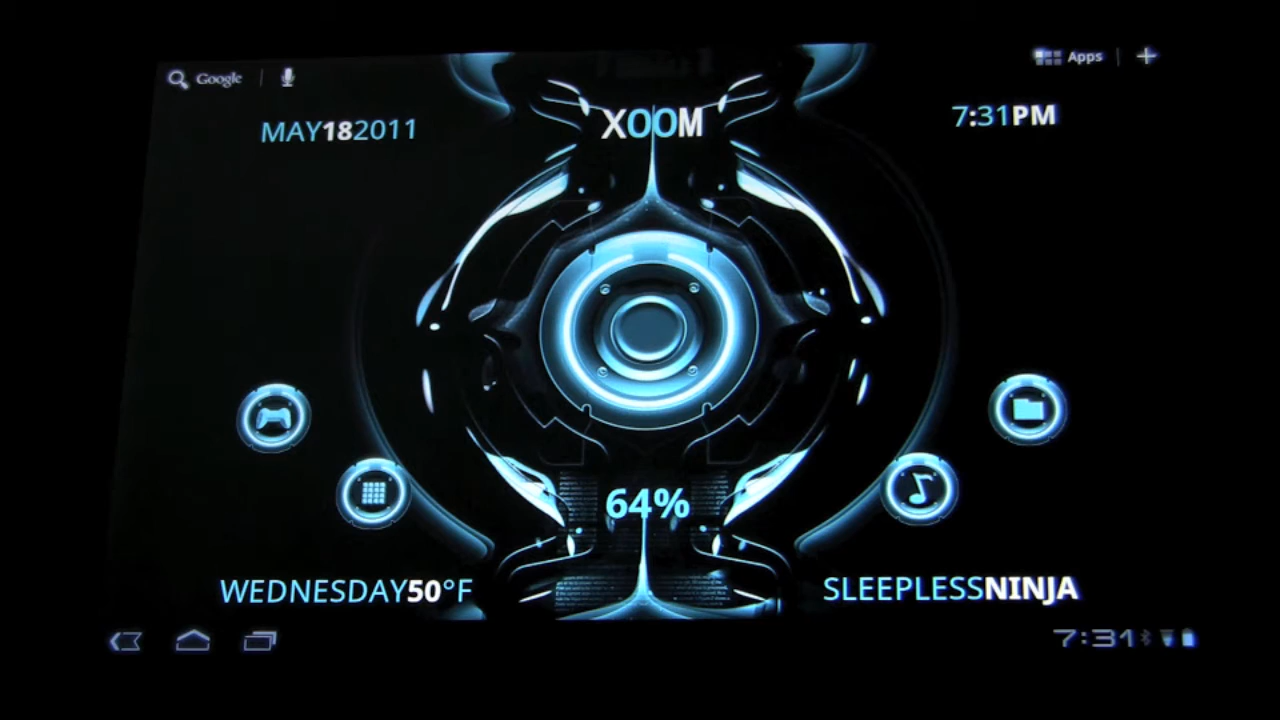 Google
Apps
MAY182011
XOOM
7:31PM
64%
WEDNESDAY50°F
SLEEPLESSNINJA
7:31